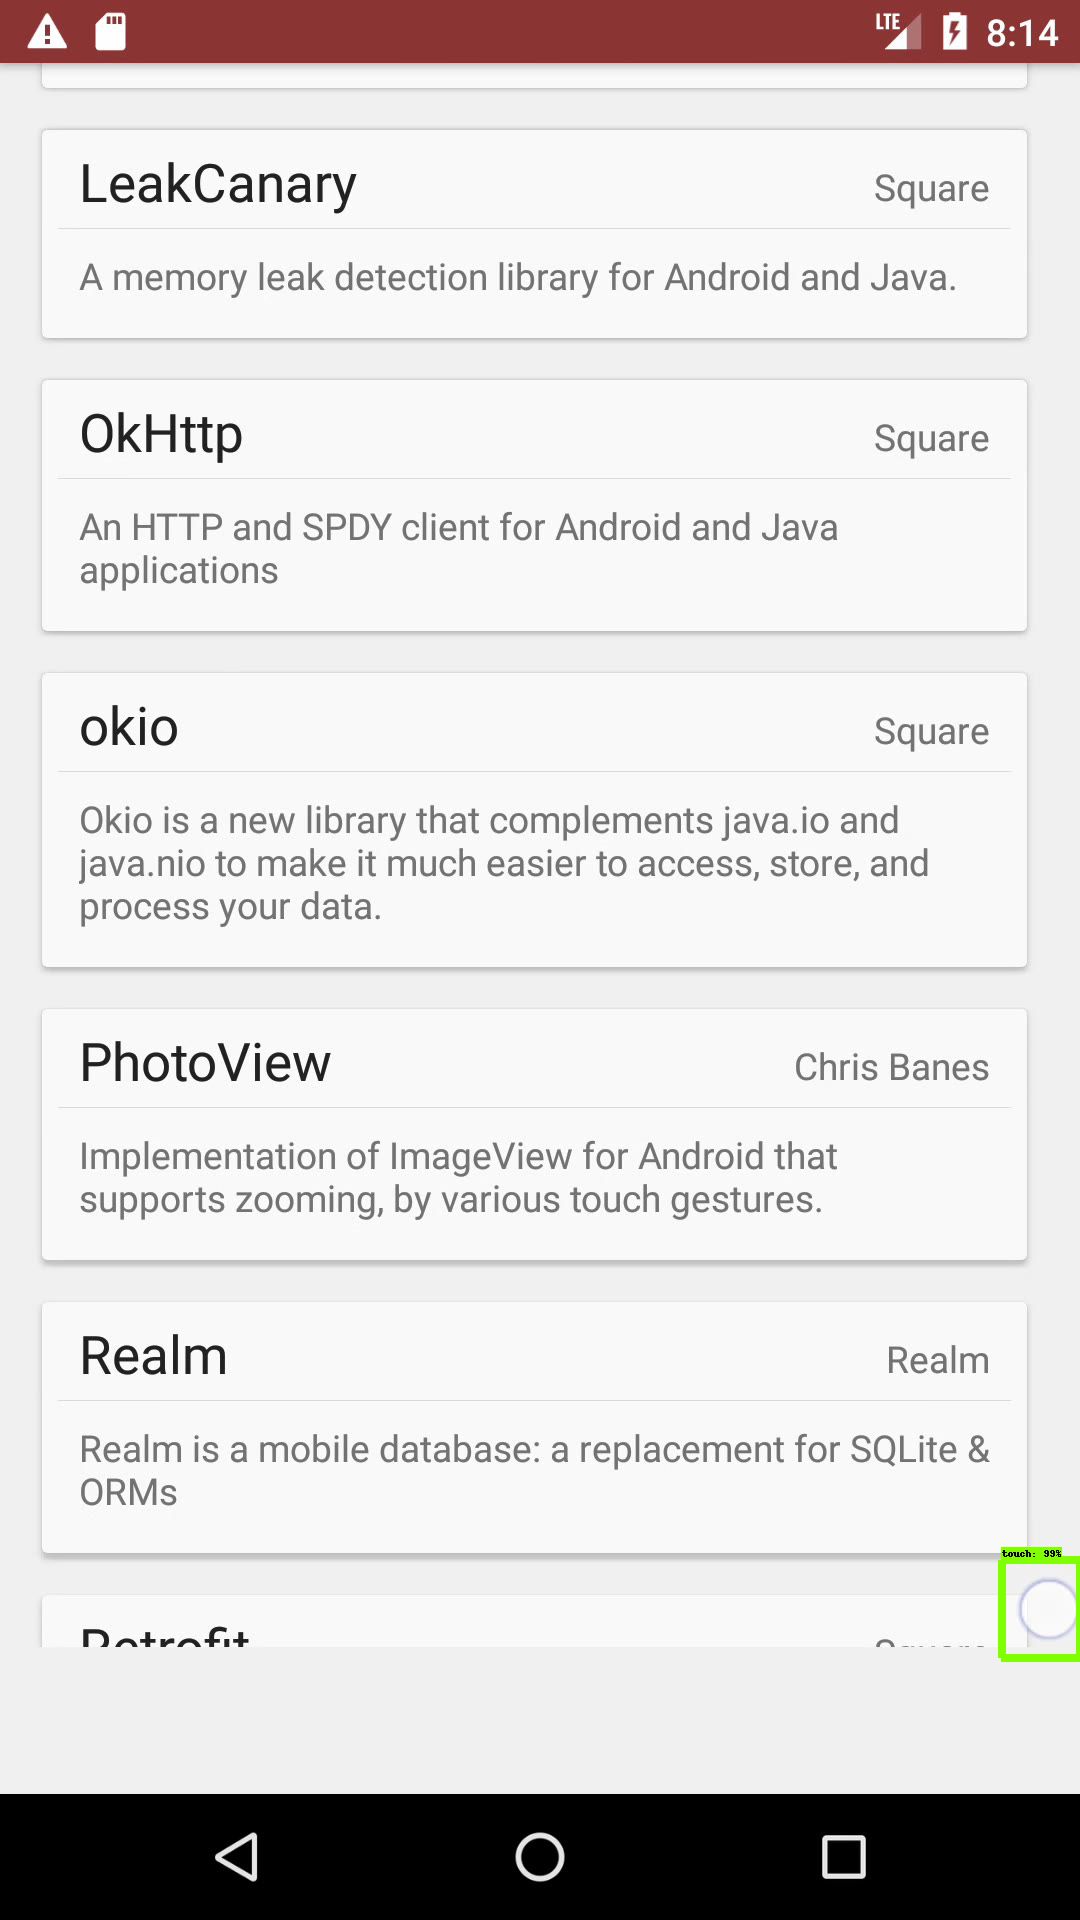 LTE 8:14
LeakCanary Square
A memory leak detection library for Android and Java.
OkHttp Square
An HTTP and SPDY client for Android and Java
applications
okio Square
Okio is a new library that complements java.io and
java.nio to make it much easier to access, store, and
process your data.
PhotoView Chris Banes
Implementation of ImageView for Android that
supports zooming, by various touch gestures.
Realm Realm
Realm is a mobile database: a replacement for SQLite &
ORMs
touch: 99%
Retrofit Square